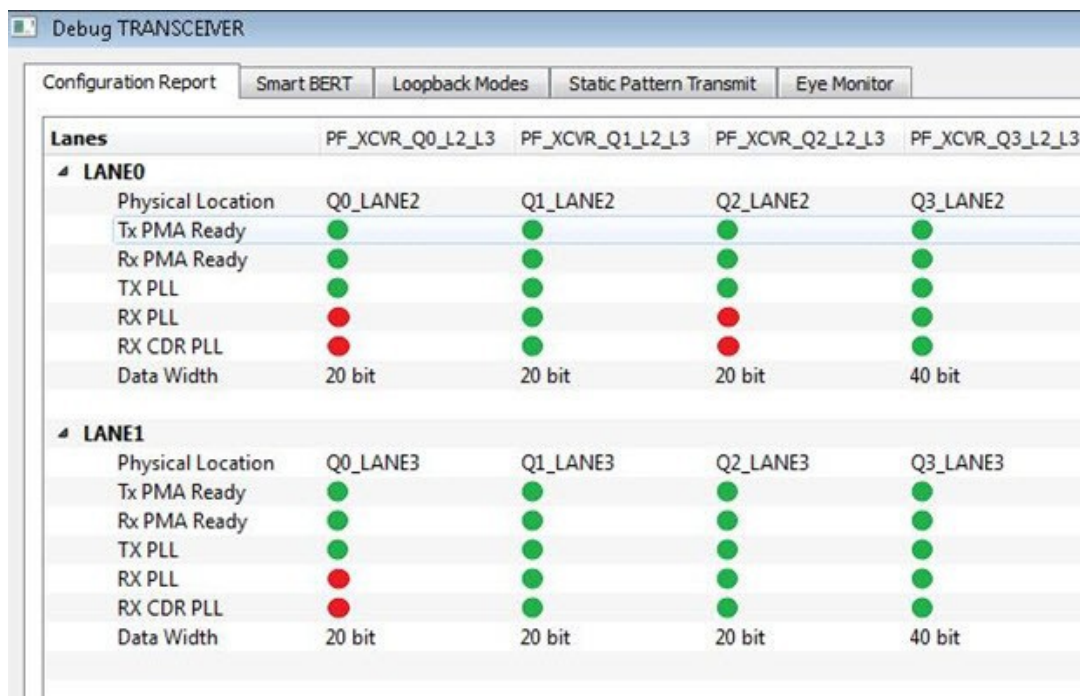 Debug TRANSCEIVER
Configuration Report Smart BERT Loopback Modes Static Pattern Transmit Eye Monitor
Lanes PF_XCVR_Q0_L2_L3 PF_XCVR_Q1_L2_L3 PF_XCVR_Q2_L2_L3 PF_XCVR_Q3_L2_L3
LANE0
Physical Location Q0_LANE2 Q1_LANE2 Q2_LANE2 Q3_LANE2
Tx PMA Ready
Rx PMA Ready
TX PLL
RX PLL
RX CDR PLL
Data Width 20 bit 20 bit 20 bit 40 bit
LANE1
Physical Location Q0_LANE3 Q1_LANE3 Q2_LANE3 Q3_LANE3
Tx PMA Ready
Rx PMA Ready
TX PLL
RX PLL
RX CDR PLL
Data Width 20 bit 20 bit 20 bit 40 bit